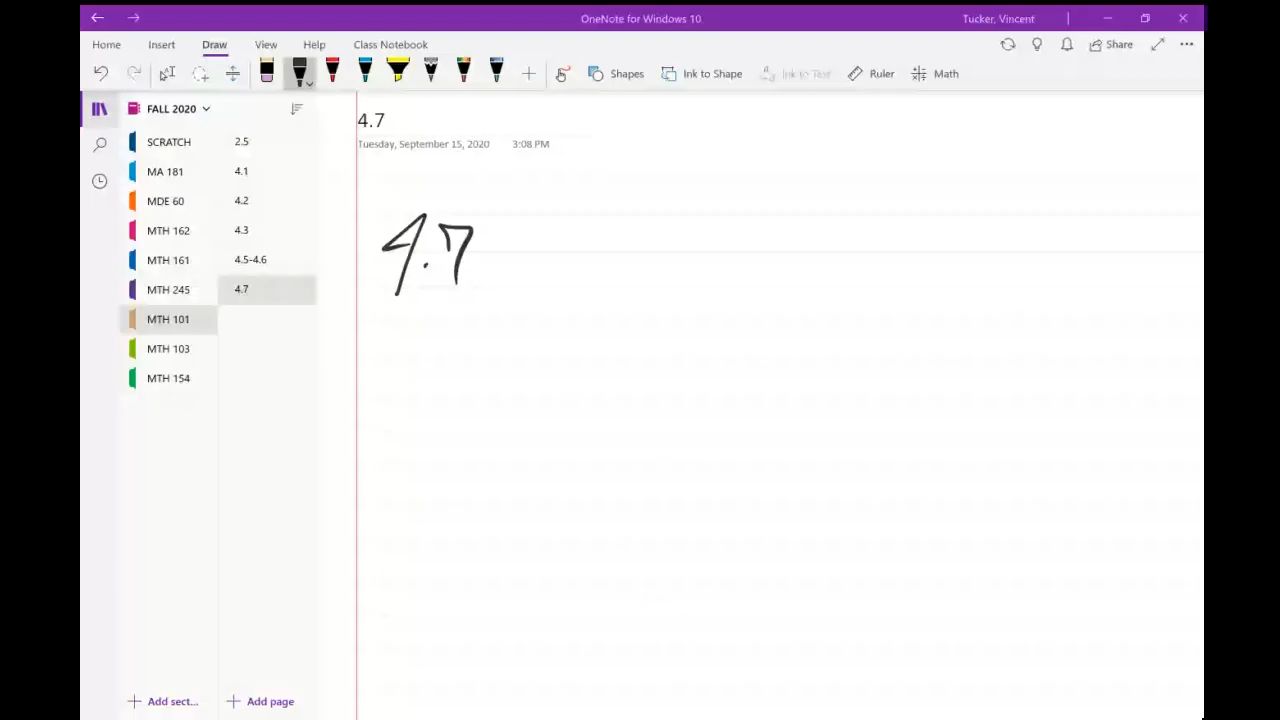 OneNote for Windows 10
Tucker, Vincent
Home Insert Draw View Help Class Notebook
Share
Shapes Ink to Shape Ink to Text Ruler Math
FALL 2020
SCRATCH
MA 181
MDE 60
MTH 162
MTH 161
MTH 245
MTH 101
MTH 103
MTH 154
Add sect...
2.5
4.1
4.2
4.3
4.5-4.6
4.7
Add page
4.7
Tuesday, September 15, 2020 3:08 PM
4.7